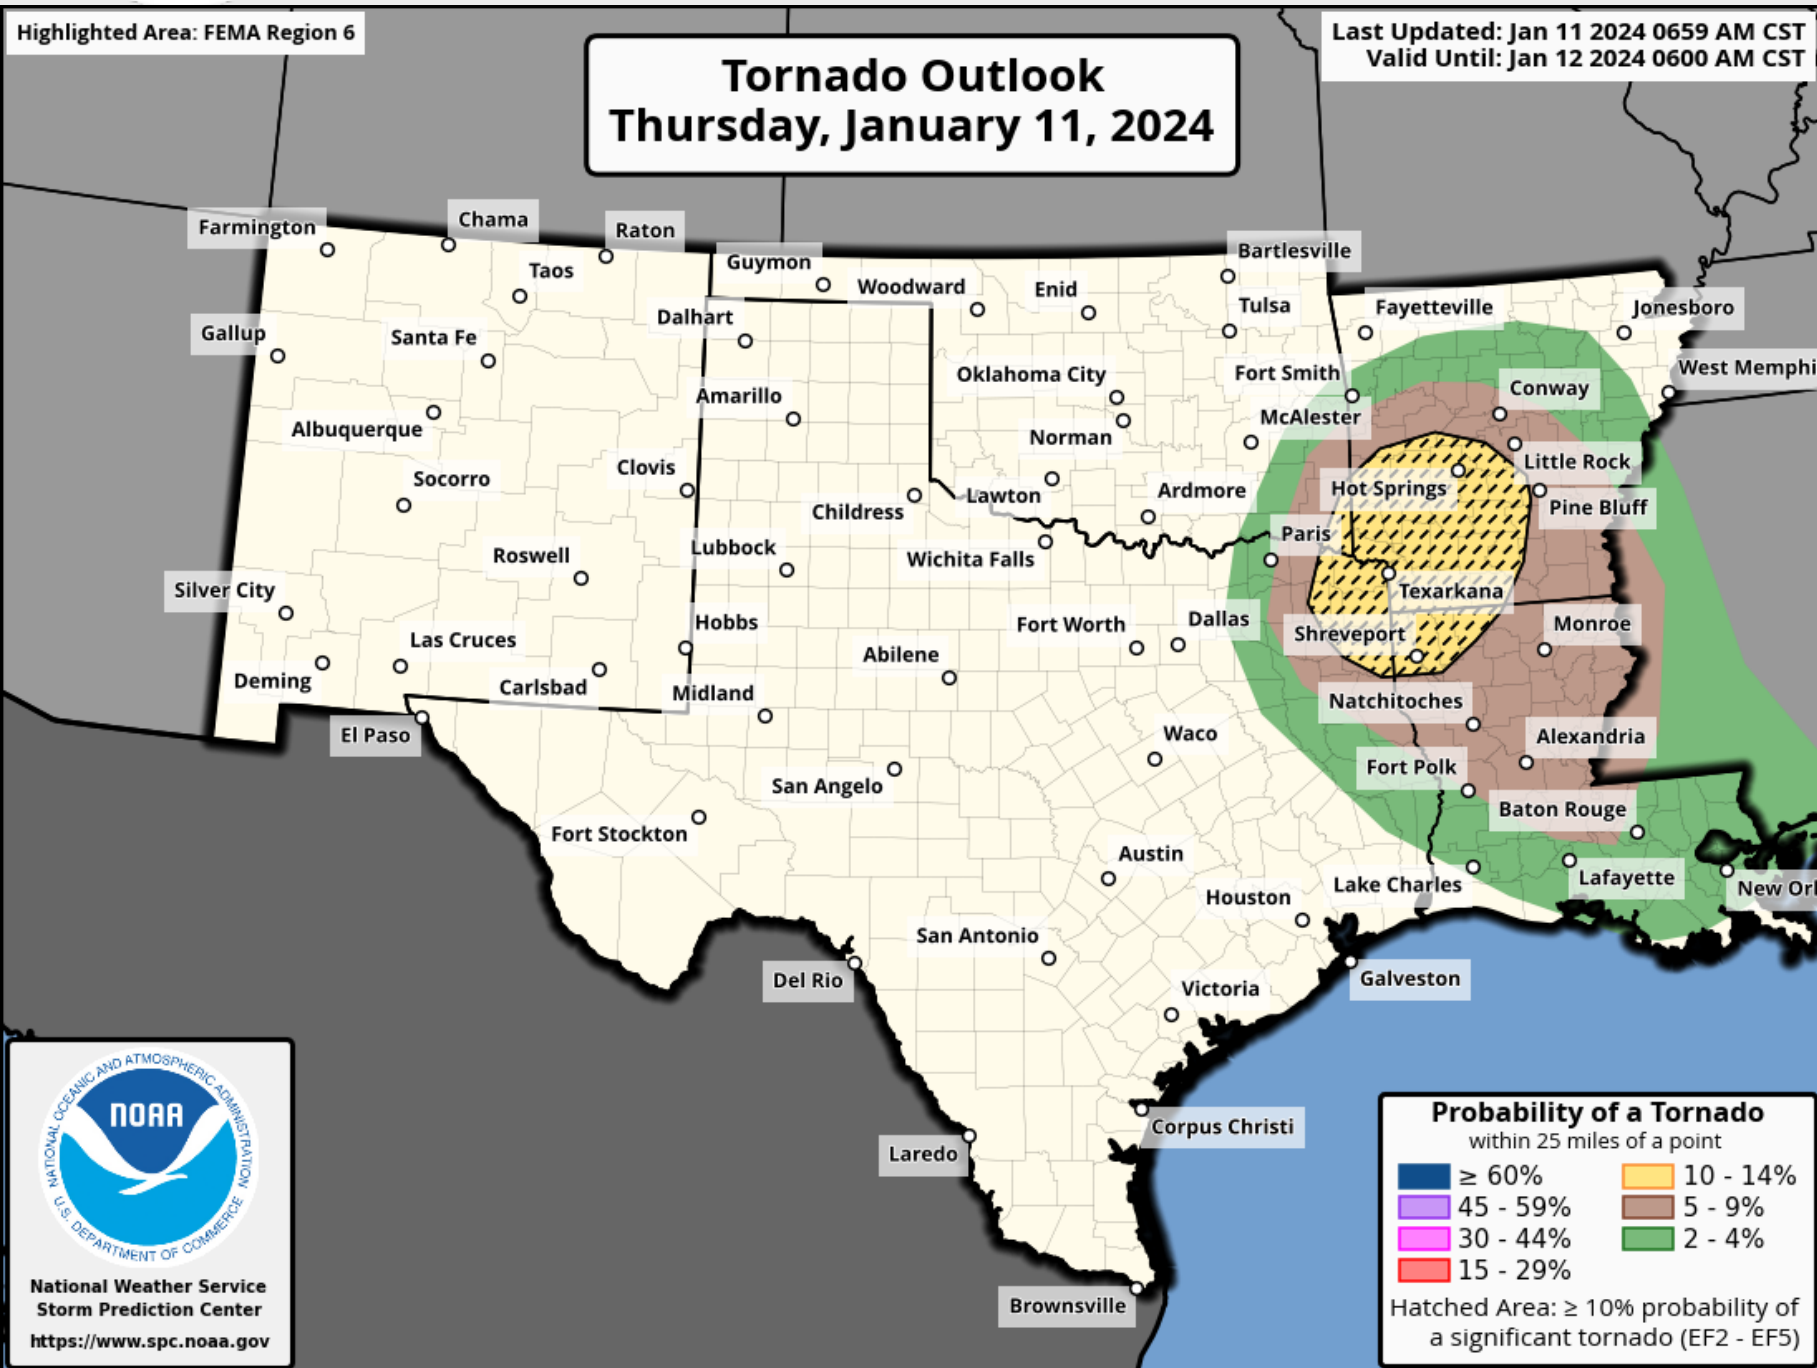 Highlighted Area: FEMA Region 6
Last Updated: Jan 11 2024 0659 AM CST
Valid Until: Jan 12 2024 0600 AM CST
Tornado Outlook
Thursday, January 11, 2024
Farmington
Chama
Raton
Taos
Guymon
Woodward
Enid
Bartlesville
Tulsa
Fayetteville
Jonesboro
Gallup
Santa Fe
Dalhart
Oklahoma City
Fort Smith
West Memphi
Amarillo
Conway
Albuquerque
Norman
McAlester
Socorro
Clovis
Little Rock
Childress
Lawton
Ardmore
Hot Springs
Pine Bluff
Roswell
Lubbock
Wichita Falls
Paris
Silver City
Texarkana
Las Cruces
Hobbs
Fort Worth
Dallas
Shreveport
Monroe
Deming
Carlsbad
Midland
Abilene
Natchitoches
El Paso
Waco
Alexandria
San Angelo
Fort Polk
Fort Stockton
Baton Rouge
Austin
Houston
Lake Charles
Lafayette
New Orl
San Antonio
Del Rio
Victoria
Galveston
Corpus Christi
Laredo
Brownsville
NATIONAL OCEANIC AND ATMOSPHERIC ADMINISTRATION
NOAA
U.S. DEPARTMENT OF COMMERCE
National Weather Service
Storm Prediction Center
https://www.spc.noaa.gov
Probability of a Tornado
within 25 miles of a point
≥ 60% 10 - 14%
45 - 59% 5 - 9%
30 - 44% 2 - 4%
15 - 29%
Hatched Area: ≥ 10% probability of
a significant tornado (EF2 - EF5)